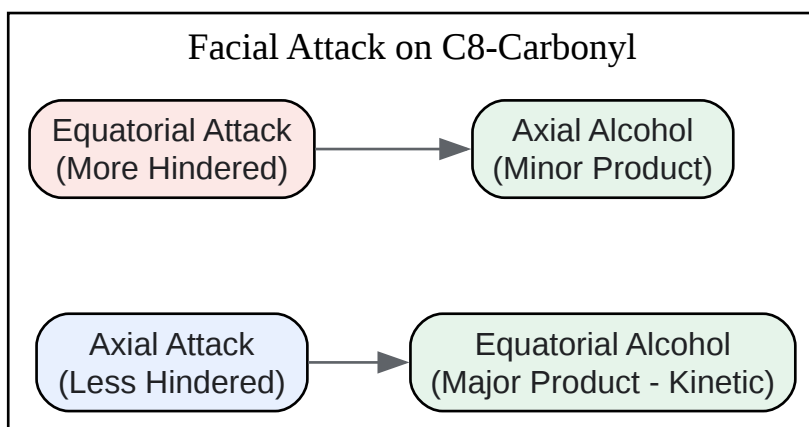 Facial Attack on C8-Carbonyl
Equatorial Attack
(More Hindered)
Axial Alcohol
(Minor Product)
Axial Attack
(Less Hindered)
Equatorial Alcohol
(Major Product - Kinetic)